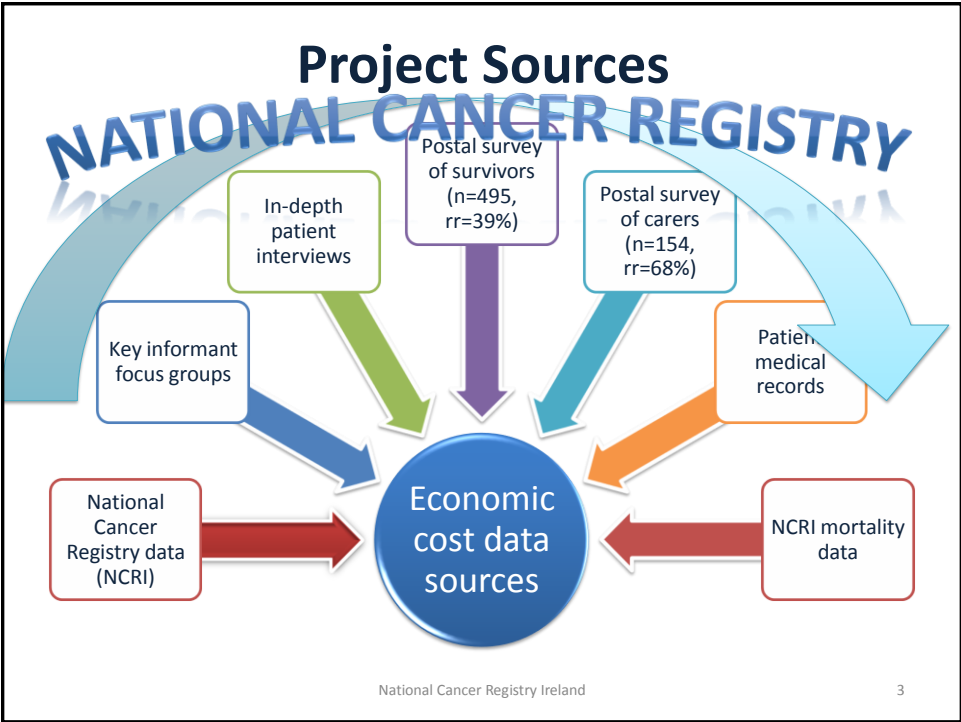 Project Sources
NATIONAL CANCER REGISTRY
Postal survey
of survivors
(n=495,
rr=39%)
In-depth
patient
interviews
Postal survey
of carers
(n=154,
rr=68%)
Key informant
focus groups
medical
records
National
Cancer
Registry data
(NCRI)
Economic
cost data
sources
NCRI mortality
data
National Cancer Registry Ireland
3